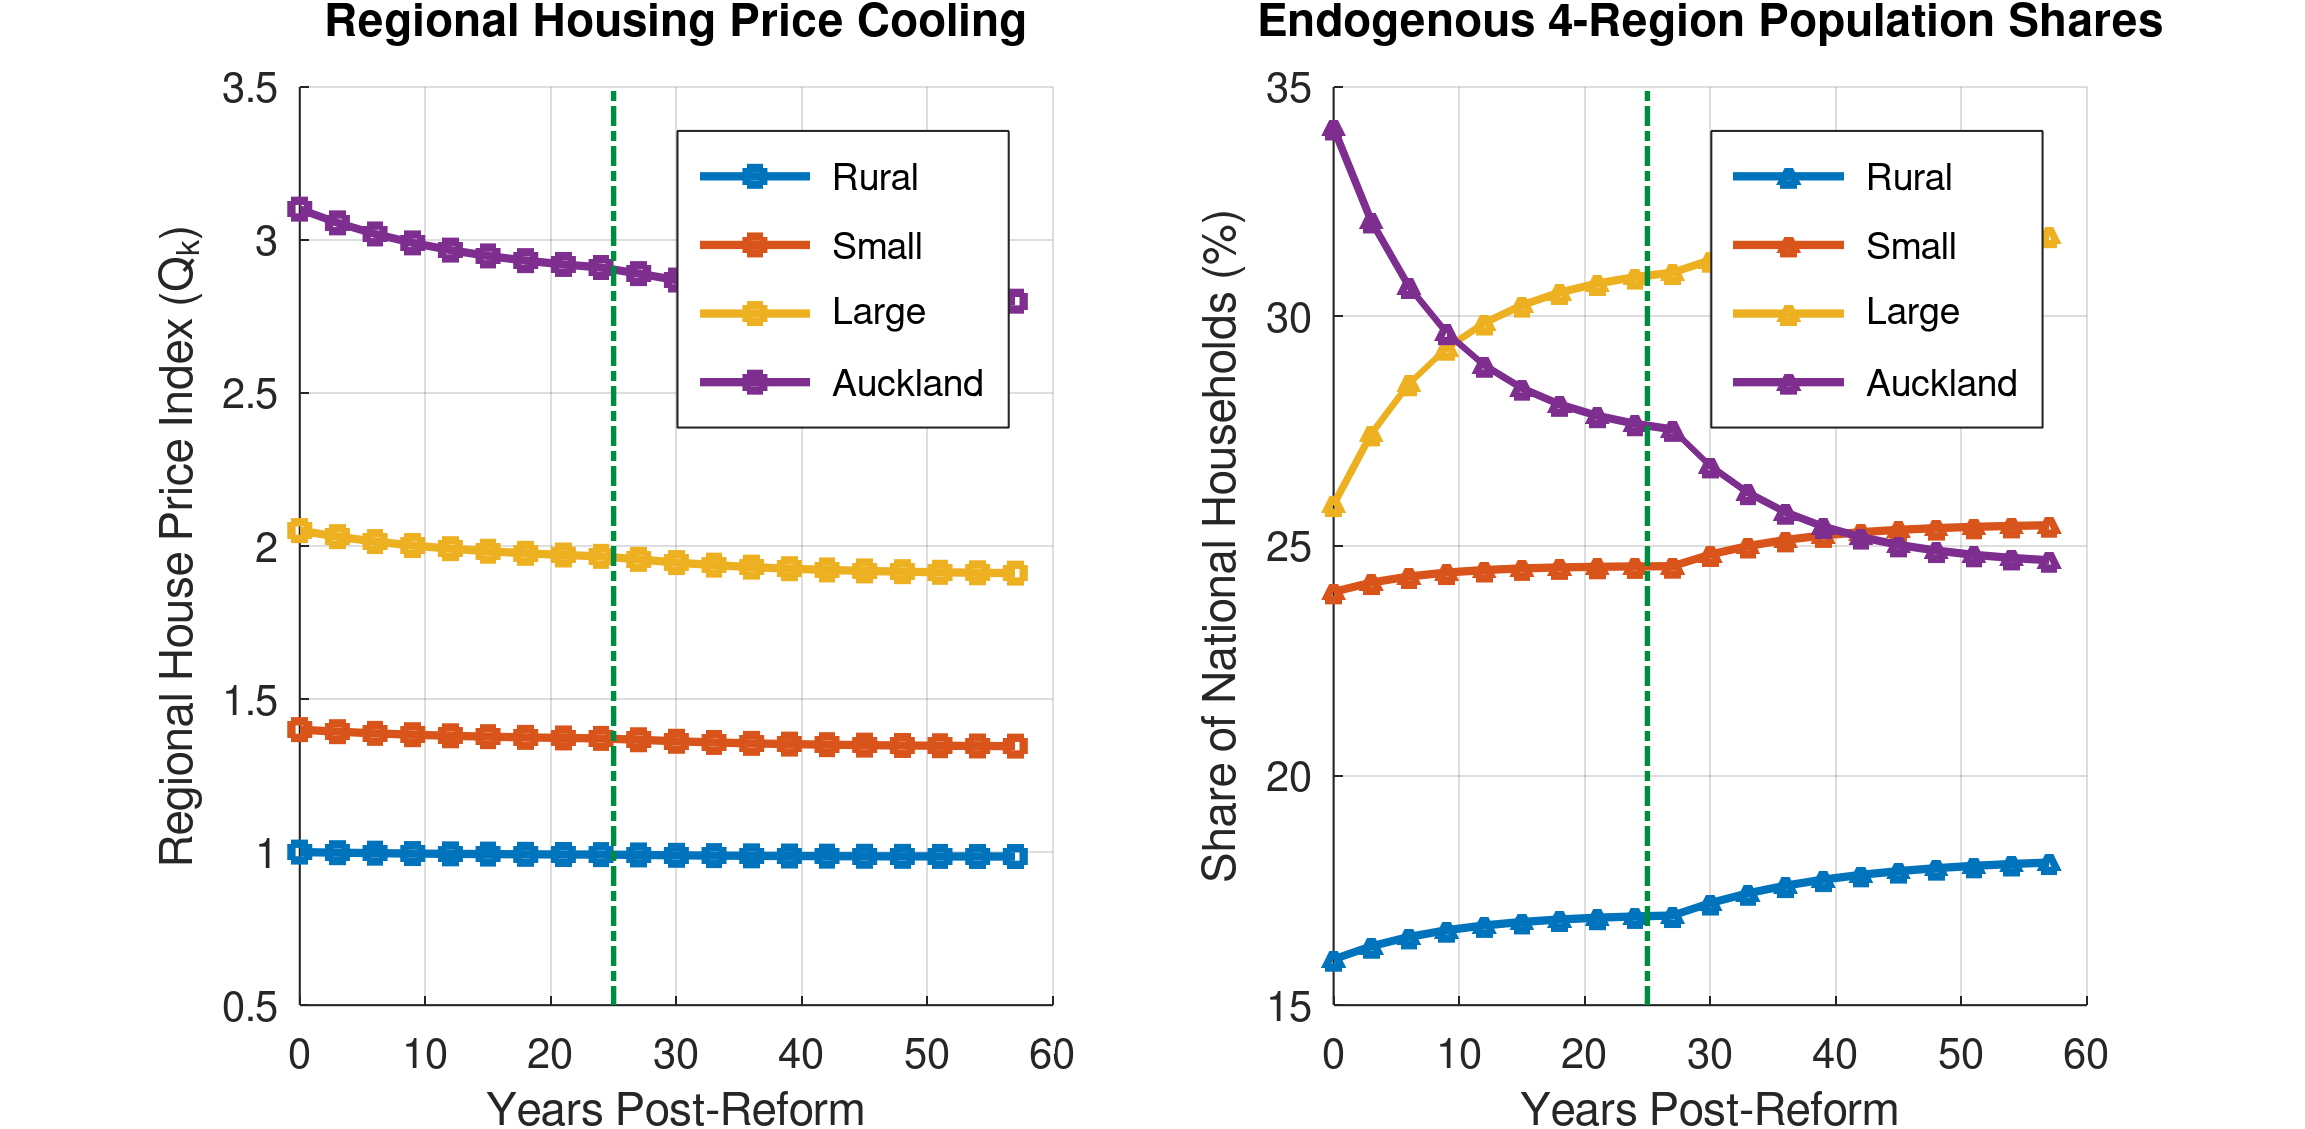 Regional Housing Price Cooling
3.5
3
2.5
2
1.5
1
0.5
0 10 20 30 40 50 60
Years Post-Reform
Regional House Price Index (Qk)
Rural
Small
Large
Auckland
Endogenous 4-Region Population Shares
35
30
25
20
15
0 10 20 30 40 50 60
Years Post-Reform
Share of National Households (%)
Rural
Small
Large
Auckland